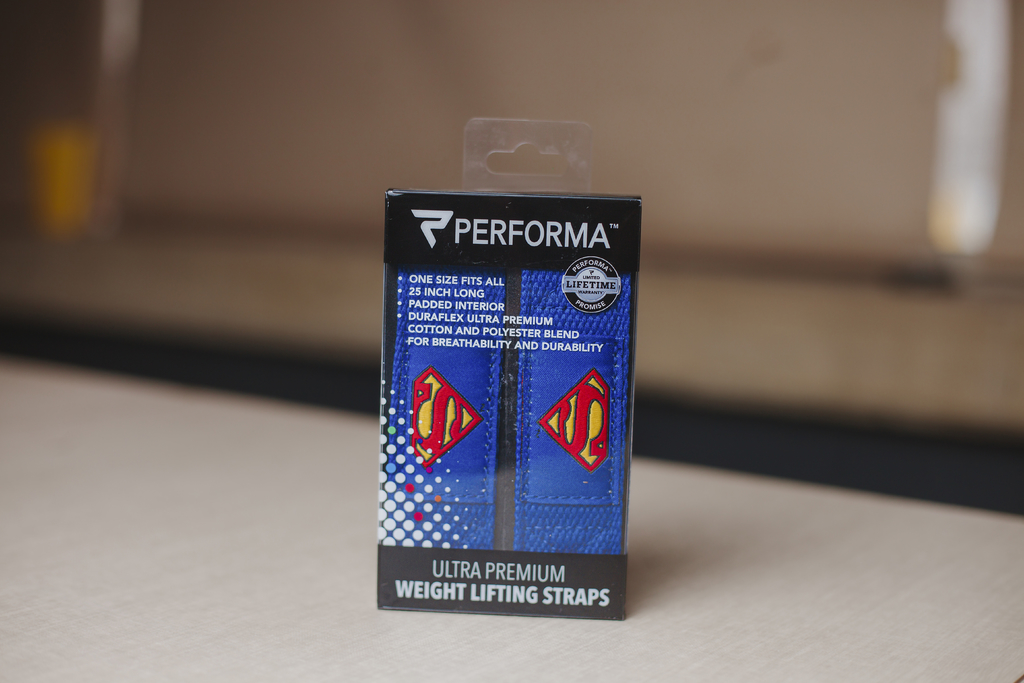 PERFORMA™
ONE SIZE FITS ALL
25 INCH LONG
PADDED INTERIOR
DURAFLEX ULTRA PREMIUM
COTTON AND POLYESTER BLEND
FOR BREATHABILITY AND DURABILITY
PERFORMA™
LIMITED
LIFETIME
WARRANTY
PROMISE
S
S
ULTRA PREMIUM
WEIGHT LIFTING STRAPS